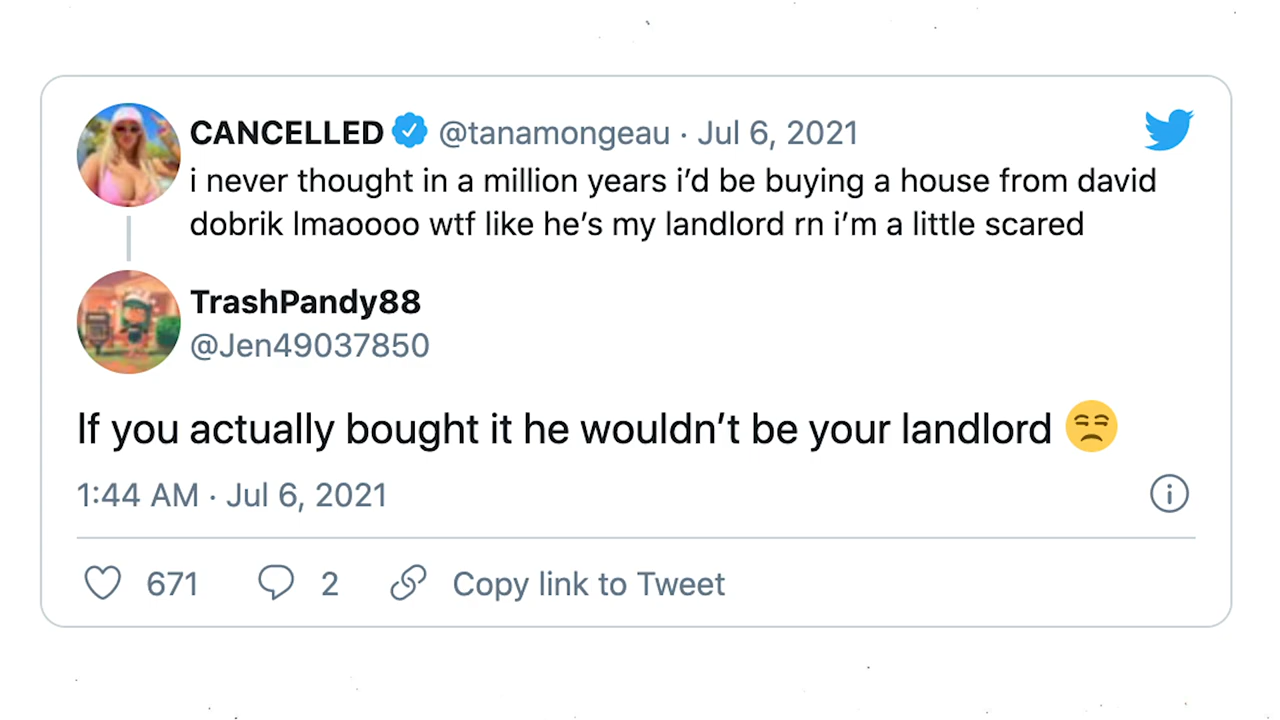 CANCELLED @tanamongeau · Jul 6, 2021
i never thought in a million years i’d be buying a house from david
dobrik lmaoooo wtf like he’s my landlord rn i’m a little scared
TrashPandy88
@Jen49037850
If you actually bought it he wouldn’t be your landlord 😒
1:44 AM · Jul 6, 2021
671 2 Copy link to Tweet